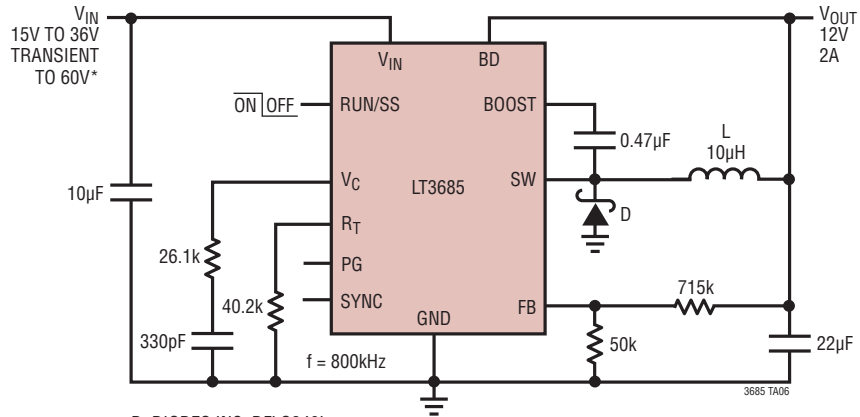 VIN
15V TO 36V
TRANSIENT
TO 60V*
VOUT
12V
2A
VIN
BD
ON OFF
RUN/SS
BOOST
0.47µF
L
10µH
10µF
VC
LT3685
SW
D
RT
26.1k
PG
40.2k
SYNC
FB
715k
GND
330pF
f = 800kHz
50k
22µF
3685 TA06